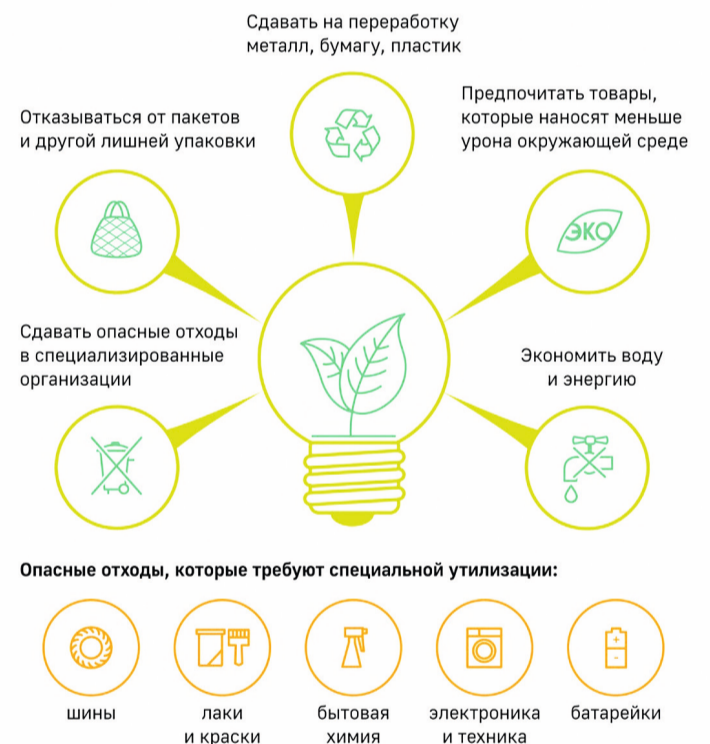 Сдавать на переработку
металл, бумагу, пластик
Отказываться от пакетов
и другой лишней упаковки
Предпочитать товары,
которые наносят меньше
урона окружающей среде
ЭКО
Сдавать опасные отходы
в специализированные
организации
Экономить воду
и энергию
Опасные отходы, которые требуют специальной утилизации:
шины
лаки
и краски
бытовая
химия
электроника
и техника
батарейки